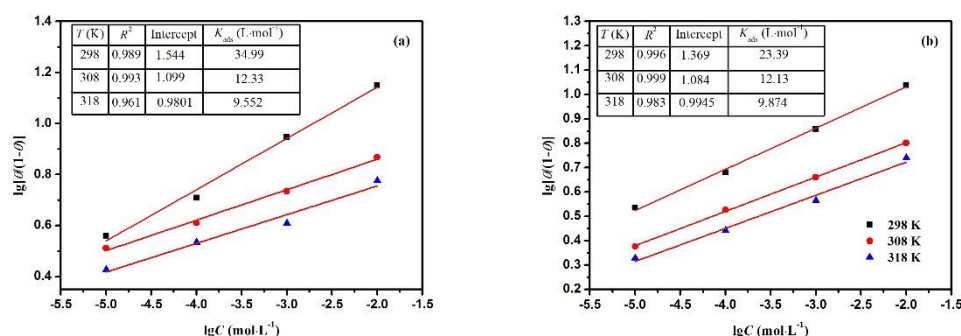 T (K) R² Intercept Kads (L·mol⁻¹)
298 0.989 1.544 34.99
308 0.993 1.099 12.33
318 0.961 0.9801 9.552
(a)
1.4
1.2
1.0
0.8
0.6
0.4
lg[θ/(1-θ)]
-5.5 -5.0 -4.5 -4.0 -3.5 -3.0 -2.5 -2.0 -1.5
lgC (mol·L⁻¹)
T (K) R² Intercept Kads (L·mol⁻¹)
298 0.996 1.369 23.39
308 0.999 1.084 12.13
318 0.983 0.9945 9.874
(b)
1.3
1.2
1.1
1.0
0.9
0.8
0.7
0.6
0.5
0.4
0.3
0.2
lg[θ/(1-θ)]
298 K
308 K
318 K
-5.5 -5.0 -4.5 -4.0 -3.5 -3.0 -2.5 -2.0 -1.5
lgC (mol·L⁻¹)